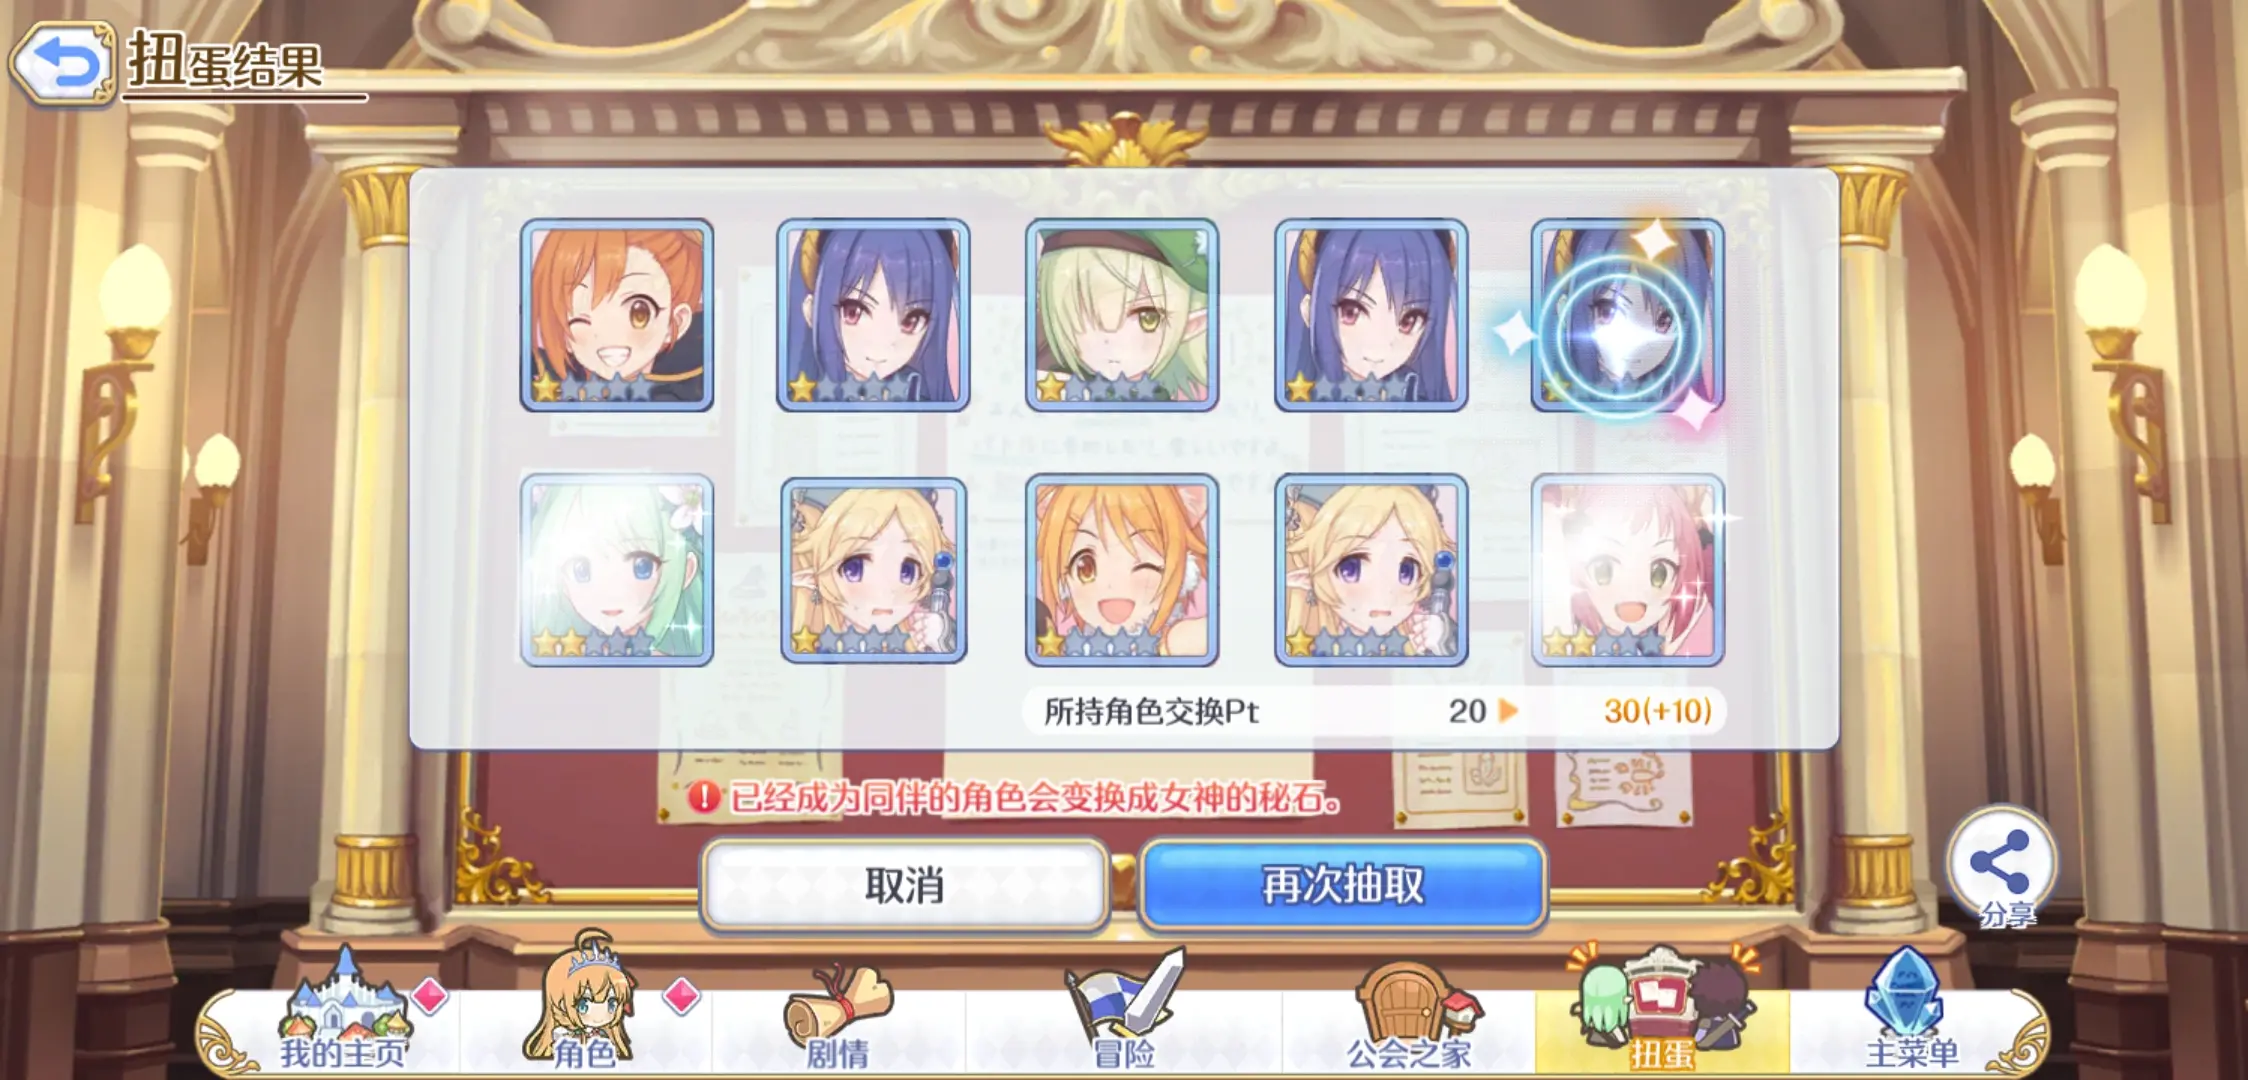 扭蛋结果
所持角色交换Pt 20 30(+10)
已经成为同伴的角色会变换成女神的秘石。
取消
再次抽取
分享
我的主页
角色
剧情
冒险
公会之家
扭蛋
主菜单